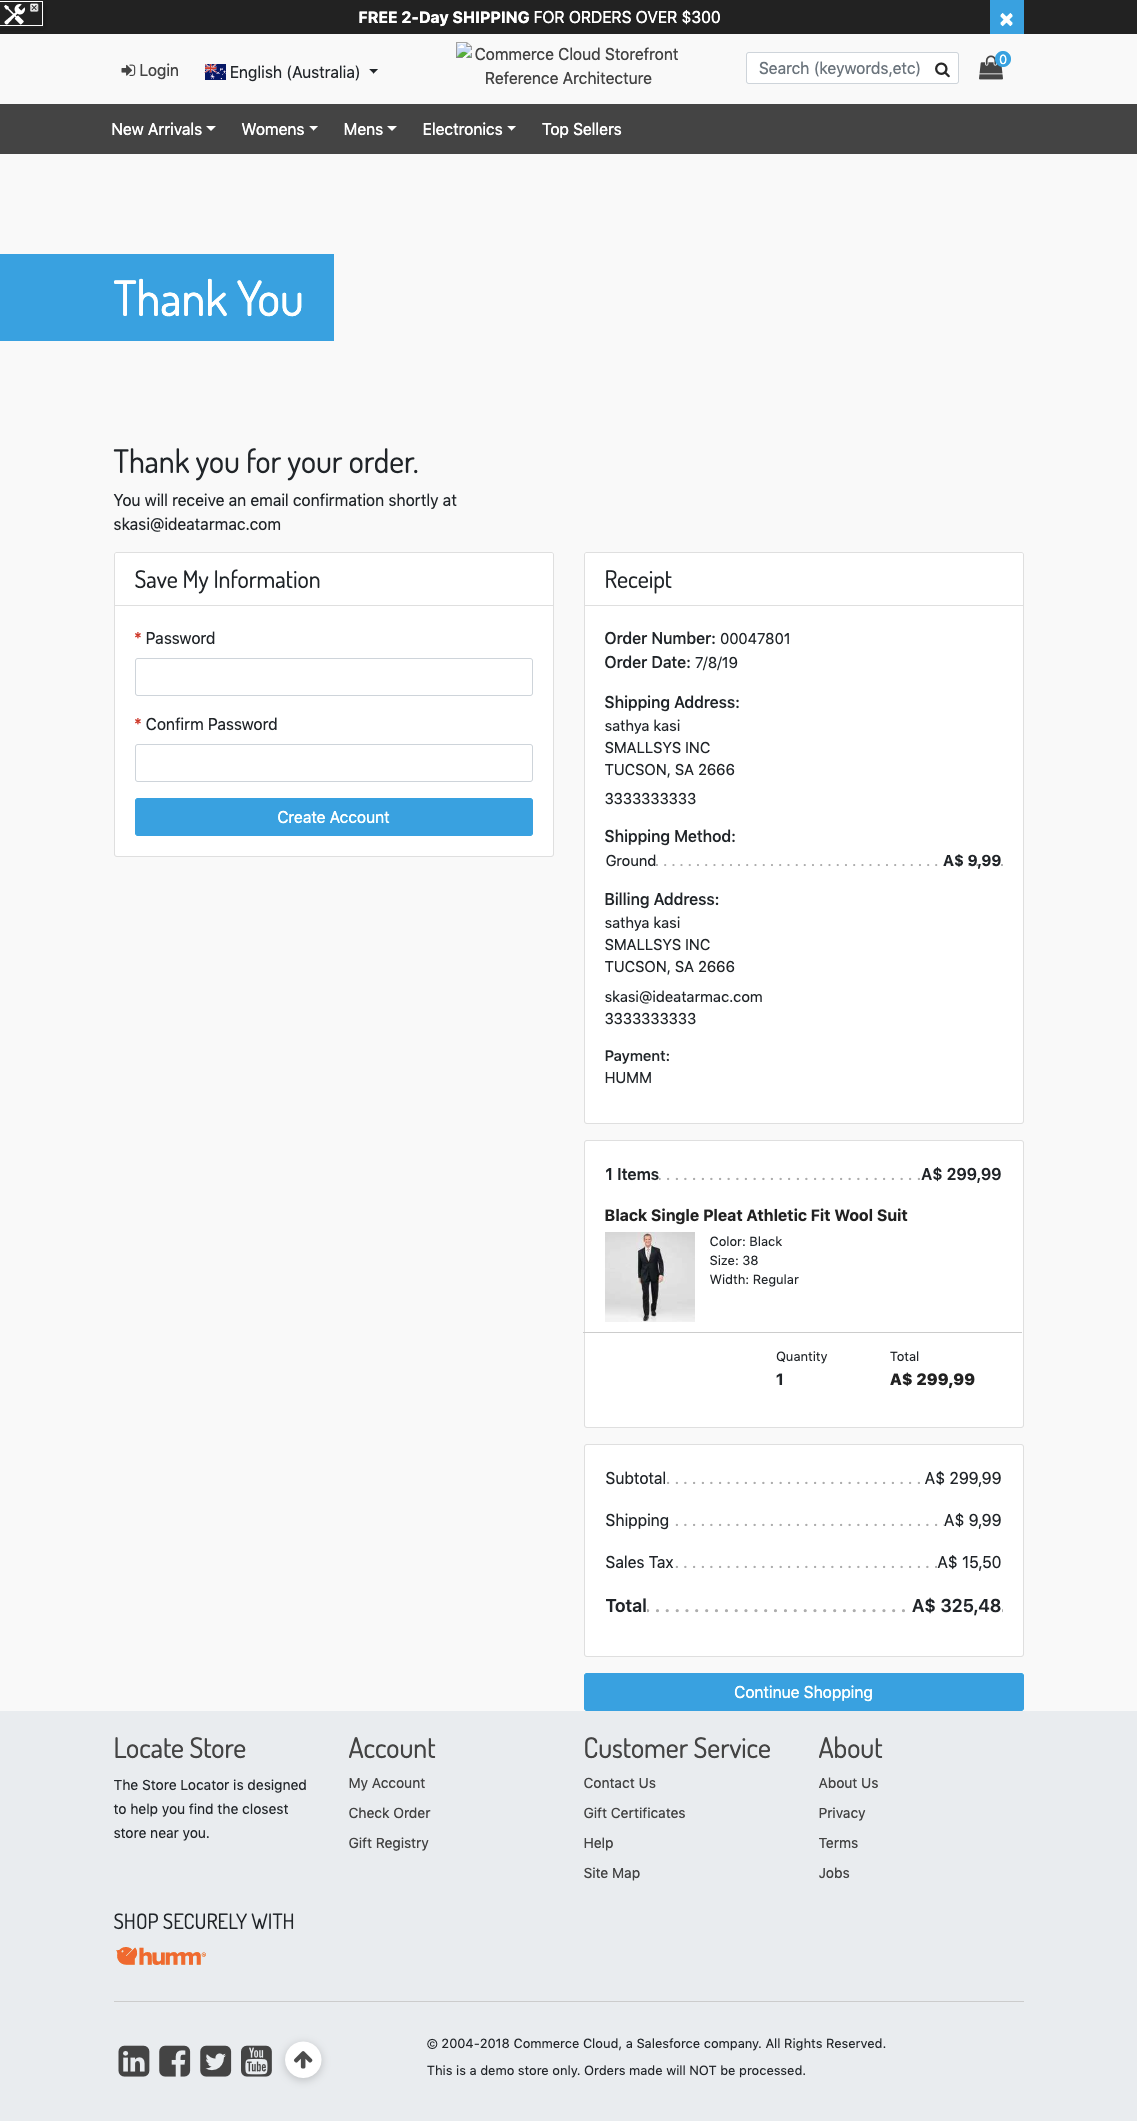 FREE 2-Day SHIPPING FOR ORDERS OVER $300
Login
English (Australia)
Commerce Cloud Storefront
Reference Architecture
Search (keywords,etc)
0
New Arrivals
Womens
Mens
Electronics
Top Sellers
Thank You
Thank you for your order.
You will receive an email confirmation shortly at
skasi@ideatarmac.com
Save My Information
* Password
* Confirm Password
Create Account
Receipt
Order Number: 00047801
Order Date: 7/8/19
Shipping Address:
sathya kasi
SMALLSYS INC
TUCSON, SA 2666
3333333333
Shipping Method:
Ground A$ 9,99
Billing Address:
sathya kasi
SMALLSYS INC
TUCSON, SA 2666
skasi@ideatarmac.com
3333333333
Payment:
HUMM
1 Items A$ 299,99
Black Single Pleat Athletic Fit Wool Suit
Color: Black
Size: 38
Width: Regular
Quantity Total
1 A$ 299,99
Subtotal A$ 299,99
Shipping A$ 9,99
Sales Tax A$ 15,50
Total A$ 325,48
Continue Shopping
Locate Store
The Store Locator is designed
to help you find the closest
store near you.
Account
My Account
Check Order
Gift Registry
Customer Service
Contact Us
Gift Certificates
Help
Site Map
About
About Us
Privacy
Terms
Jobs
SHOP SECURELY WITH
humm
in
You
Tube
© 2004-2018 Commerce Cloud, a Salesforce company. All Rights Reserved.
This is a demo store only. Orders made will NOT be processed.